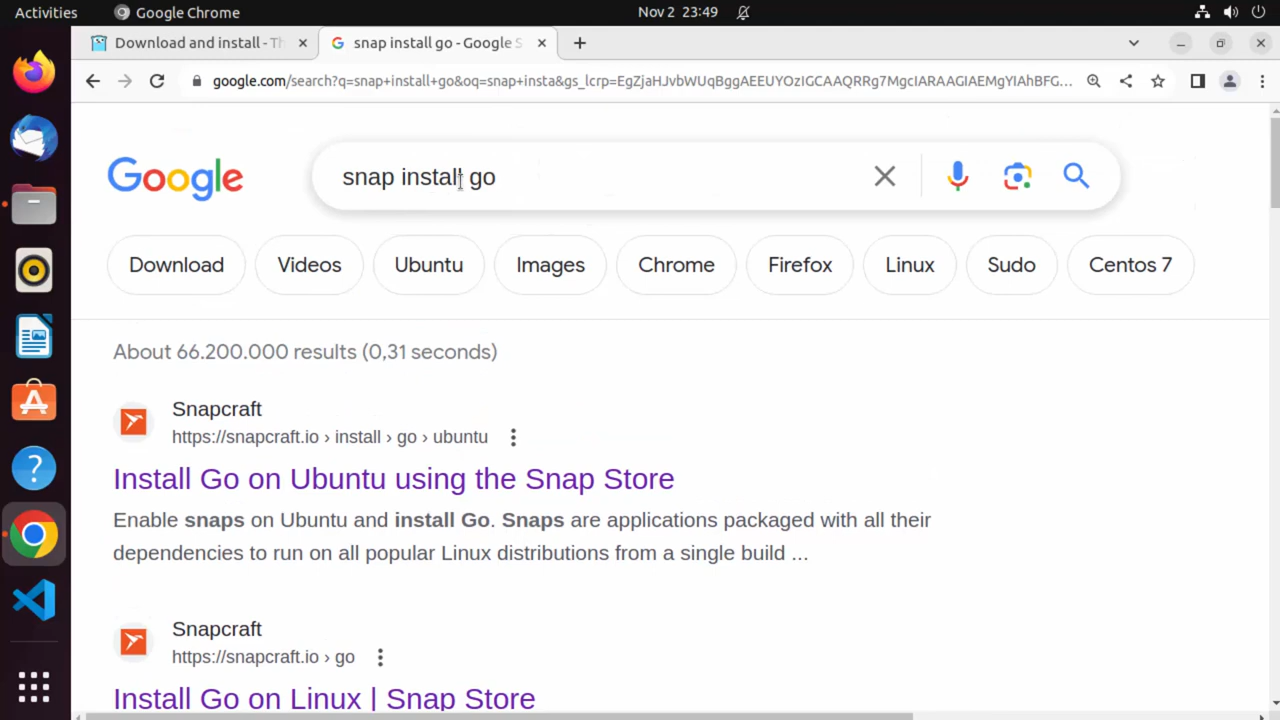 Activities
Google Chrome
Nov 2 23:49
Download and install - Th
snap install go - Google S
google.com/search?q=snap+install+go&oq=snap+insta&gs_lcrp=EgZjaHJvbWUqBggAEEUYOzIGCAAQRRg7MgcIARAAGIAEMgYIAhBFG...
Google
snap install go
Download
Videos
Ubuntu
Images
Chrome
Firefox
Linux
Sudo
Centos 7
About 66.200.000 results (0,31 seconds)
Snapcraft
https://snapcraft.io › install › go › ubuntu
Install Go on Ubuntu using the Snap Store
Enable snaps on Ubuntu and install Go. Snaps are applications packaged with all their
dependencies to run on all popular Linux distributions from a single build ...
Snapcraft
https://snapcraft.io › go
Install Go on Linux | Snap Store